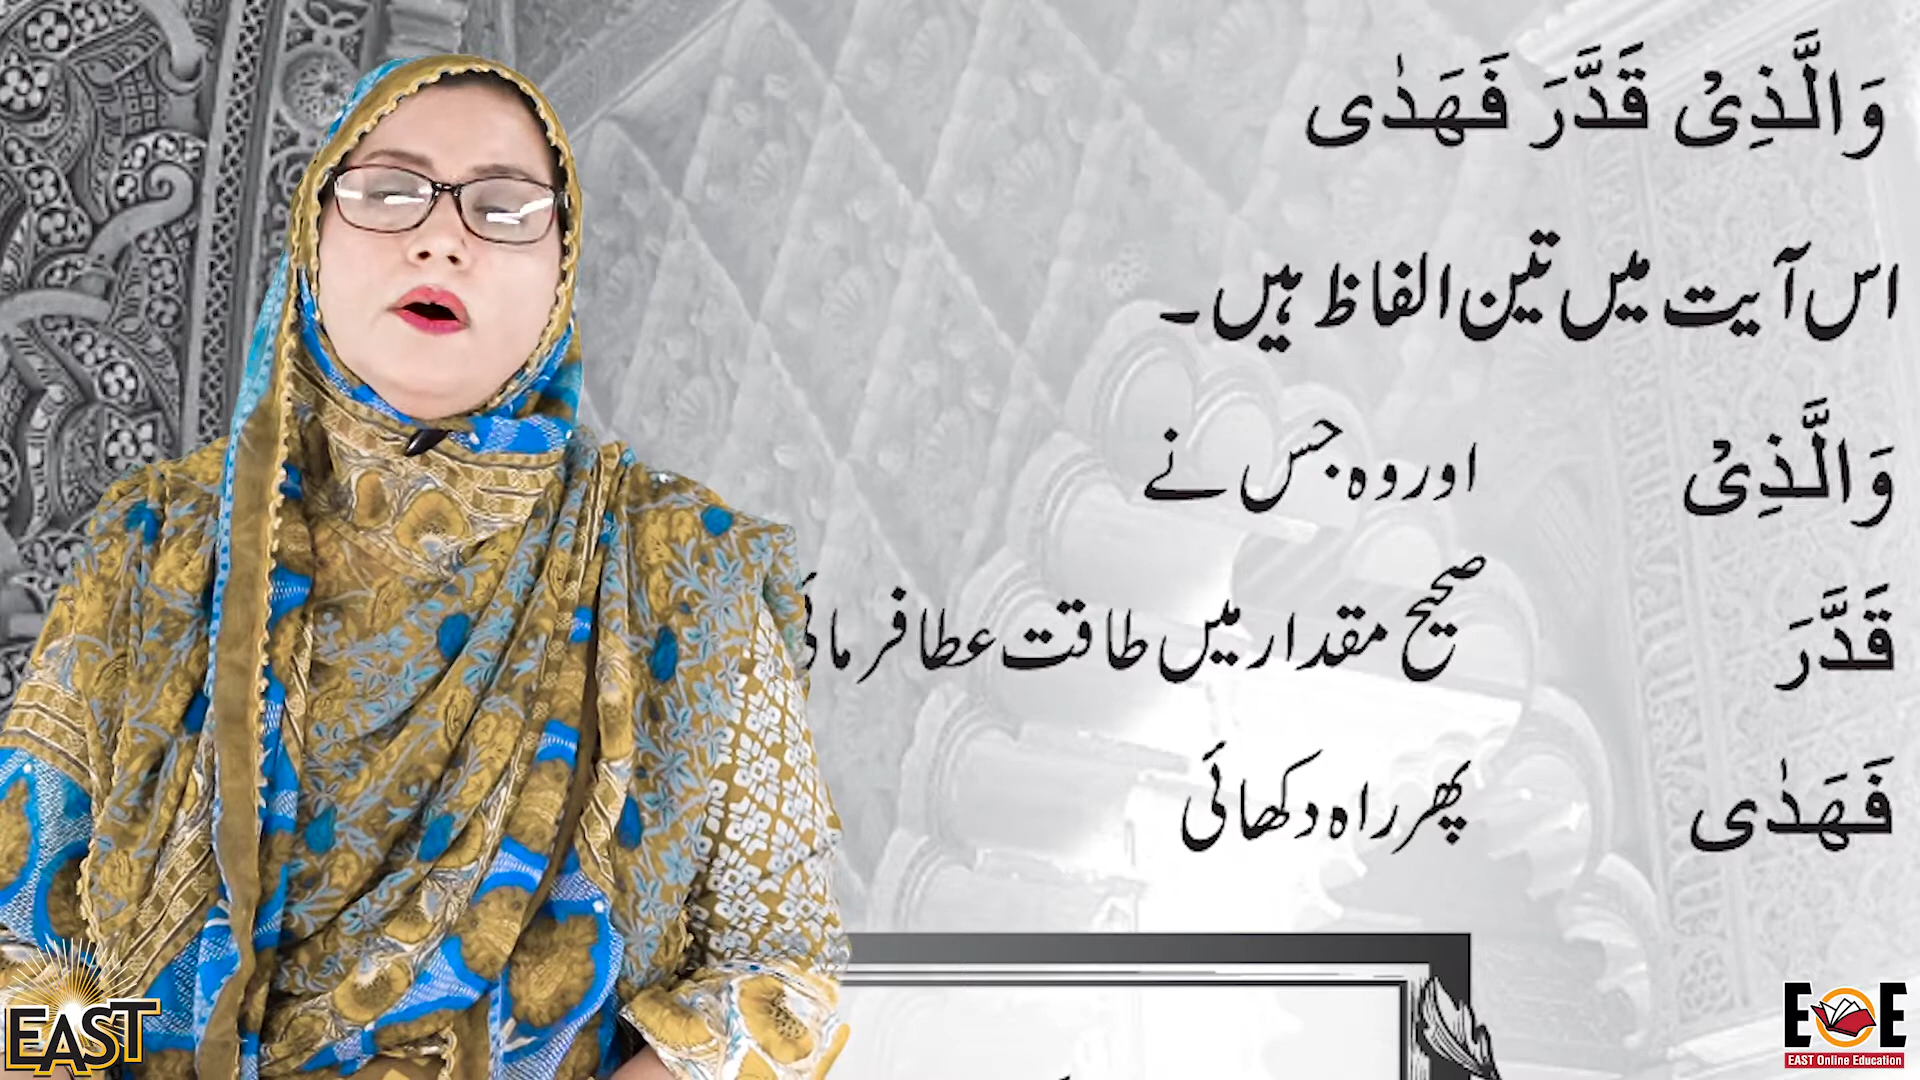 وَالَّذِیْ قَدَّرَ فَهَدٰی
اس آیت میں تین الفاظ ہیں۔
وَالَّذِیْ اور وہ جس نے
قَدَّرَ صحیح مقدار میں طاقت عطا فرمائی
فَهَدٰی پھر راہ دکھائی
EAST
EOE
EAST Online Education